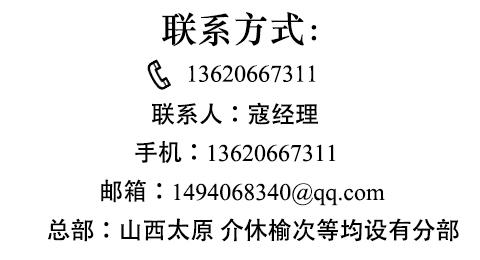 联系方式:
13620667311
联系人：寇经理
手机：13620667311
邮箱：1494068340@qq.com
总部：山西太原 介休榆次等均设有分部